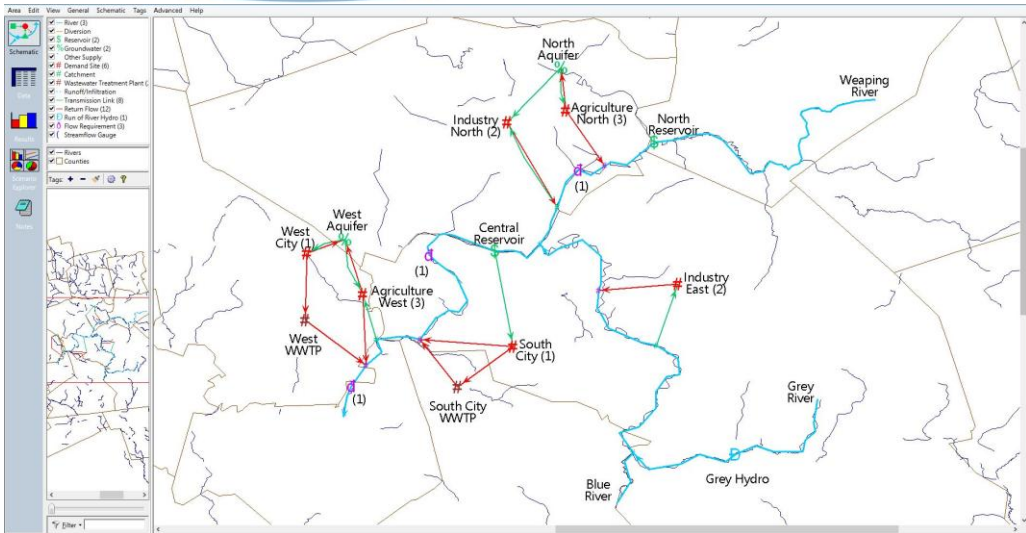 Area Edit View General Schematic Tags Advanced Help
Schematic
Data
Results
Scenario
Explorer
Notes
River (3)
Diversion
Reservoir (2)
Groundwater (2)
Other Supply
Demand Site (6)
Catchment
Wastewater Treatment Plant (
Runoff/Infiltration
Transmission Link (8)
Return Flow (12)
Run of River Hydro (1)
Flow Requirement (3)
Streamflow Gauge
Rivers
Counties
Tags:
Filter
North
Aquifer
Weaping
River
Industry
North (2)
Agriculture
North (3)
North
Reservoir
(1)
West
City (1)
West
Aquifer
Central
Reservoir
(1)
Agriculture
West (3)
Industry
East (2)
West
WWTP
South
City (1)
(1)
South City
WWTP
Grey
River
Grey Hydro
Blue
River